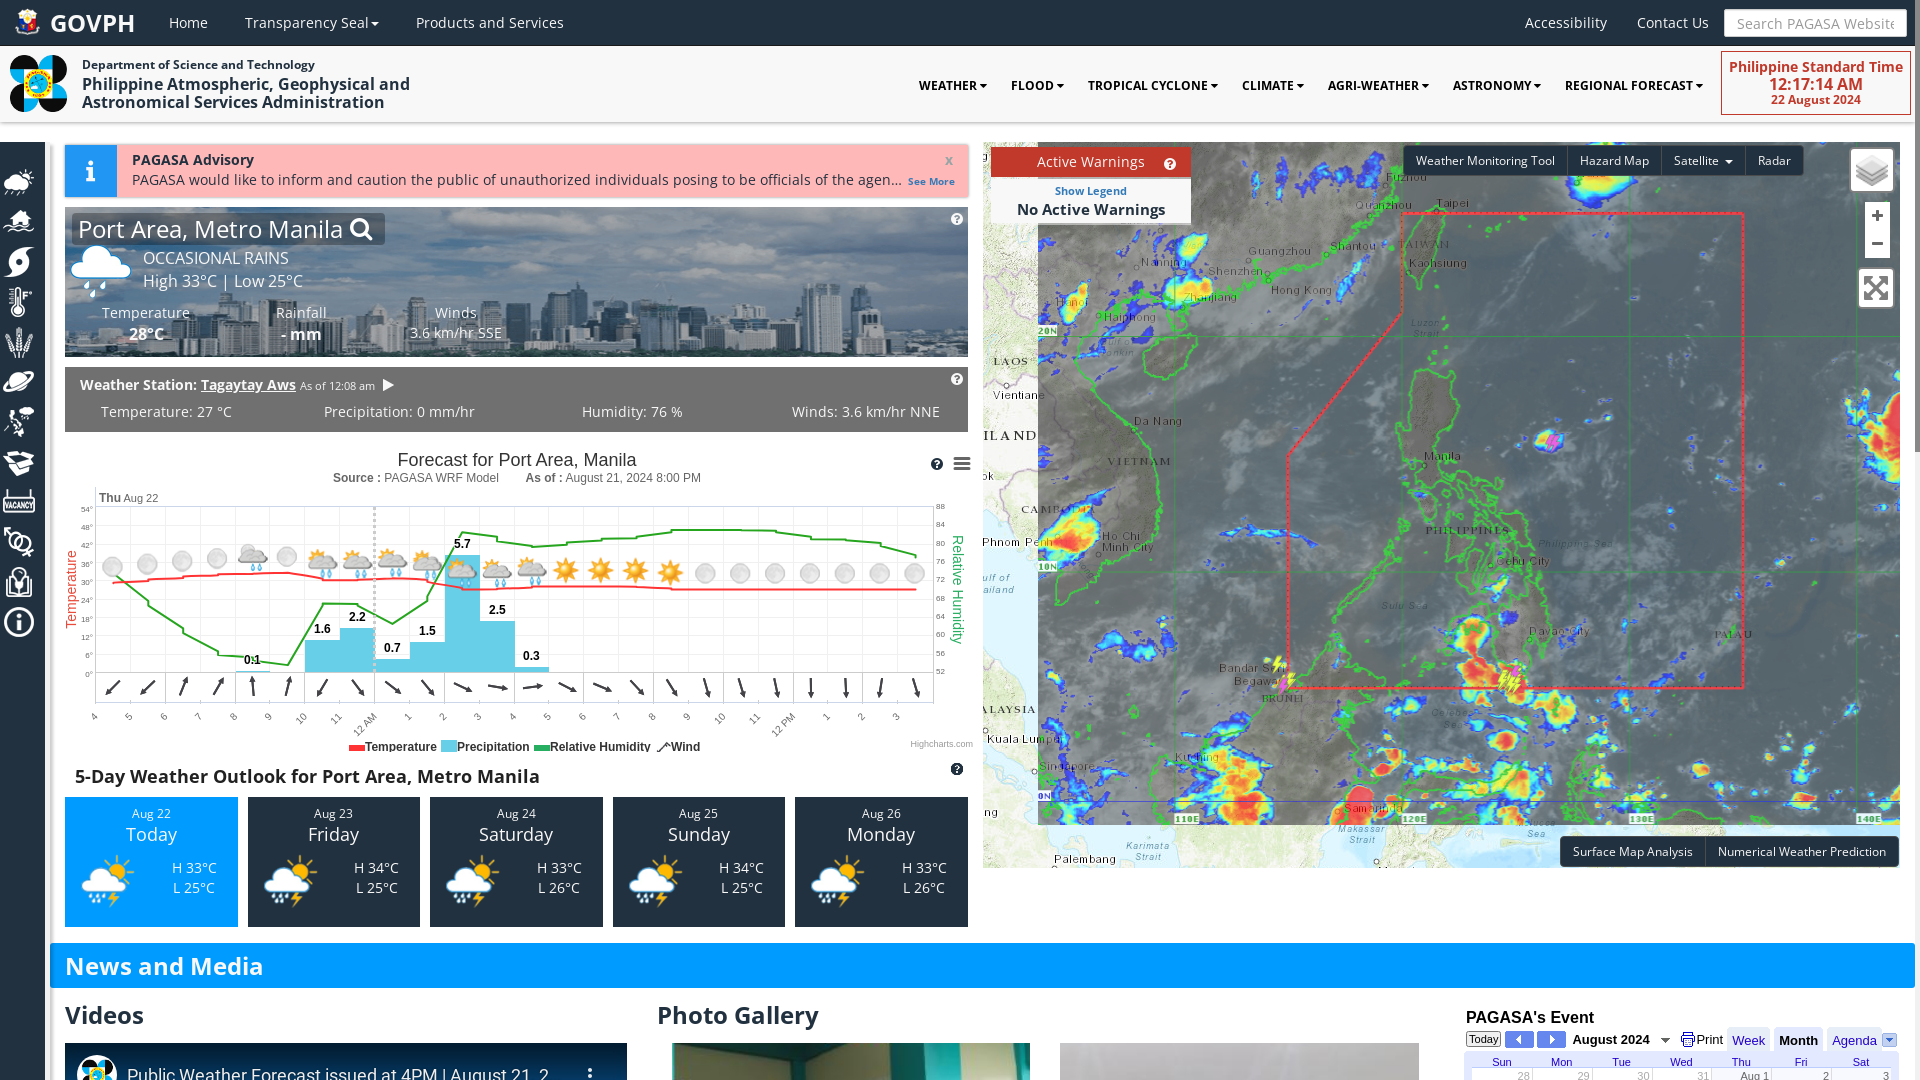 GOVPH
Home
Transparency Seal
Products and Services
Accessibility
Contact Us
Search PAGASA Website
Department of Science and Technology
Philippine Atmospheric, Geophysical and
Astronomical Services Administration
WEATHER
FLOOD
TROPICAL CYCLONE
CLIMATE
AGRI-WEATHER
ASTRONOMY
REGIONAL FORECAST
Philippine Standard Time
12:17:14 AM
22 August 2024
VACANCY
PAGASA Advisory
x
PAGASA would like to inform and caution the public of unauthorized individuals posing to be officials of the agen... See More
Port Area, Metro Manila
OCCASIONAL RAINS
High 33°C | Low 25°C
Temperature
28°C
Rainfall
- mm
Winds
3.6 km/hr SSE
Weather Station: Tagaytay Aws As of 12:08 am
Temperature: 27 °C
Precipitation: 0 mm/hr
Humidity: 76 %
Winds: 3.6 km/hr NNE
Forecast for Port Area, Manila
Source : PAGASA WRF Model As of : August 21, 2024 8:00 PM
Thu Aug 22
Temperature
54°
48°
42°
36°
30°
24°
18°
12°
6°
0°
0.1
1.6
2.2
0.7
1.5
5.7
2.5
0.3
88
84
80
76
72
68
64
60
56
52
Relative Humidity
4 5 6 7 8 9 10 11 12 AM 1 2 3 4 5 6 7 8 9 10 11 12 PM 1 2 3
Temperature Precipitation Relative Humidity Wind
Highcharts.com
5-Day Weather Outlook for Port Area, Metro Manila
Aug 22
Today
H 33°C
L 25°C
Aug 23
Friday
H 34°C
L 25°C
Aug 24
Saturday
H 33°C
L 26°C
Aug 25
Sunday
H 34°C
L 25°C
Aug 26
Monday
H 33°C
L 26°C
Active Warnings
Show Legend
No Active Warnings
Weather Monitoring Tool
Hazard Map
Satellite
Radar
+
−
Fuzhou
Quanzhou
Taipei
Guangzhou
Shantou
TAIWAN
Nanning
Shenzhen
Kaohsiung
Hong Kong
Zhanjiang
Hanoi
Haiphong
Luzon
Strait
20N
LAOS
Vientiane
Da Nang
ILAND
VIETNAM
Manila
CAMBODIA
Ho Chi
Minh City
Phnom Penh
PHILIPPINES
Philippine Sea
Cebu City
10N
ulf of
ailand
Sulu Sea
Davao City
PALAU
Bandar Seri
Begawan
BRUNEI
ALAYSIA
Kuala Lumpu
Celebes
Sea
Kuching
Singapore
0N
Samarinda
110E
120E
130E
140E
Makassar
Strait
Karimata
Strait
Palembang
Surface Map Analysis
Numerical Weather Prediction
News and Media
Videos
Public Weather Forecast issued at 4PM | August 21, 2
Photo Gallery
PAGASA's Event
Today
August 2024
Print
Week
Month
Agenda
Sun Mon Tue Wed Thu Fri Sat
28 29 30 31 Aug 1 2 3